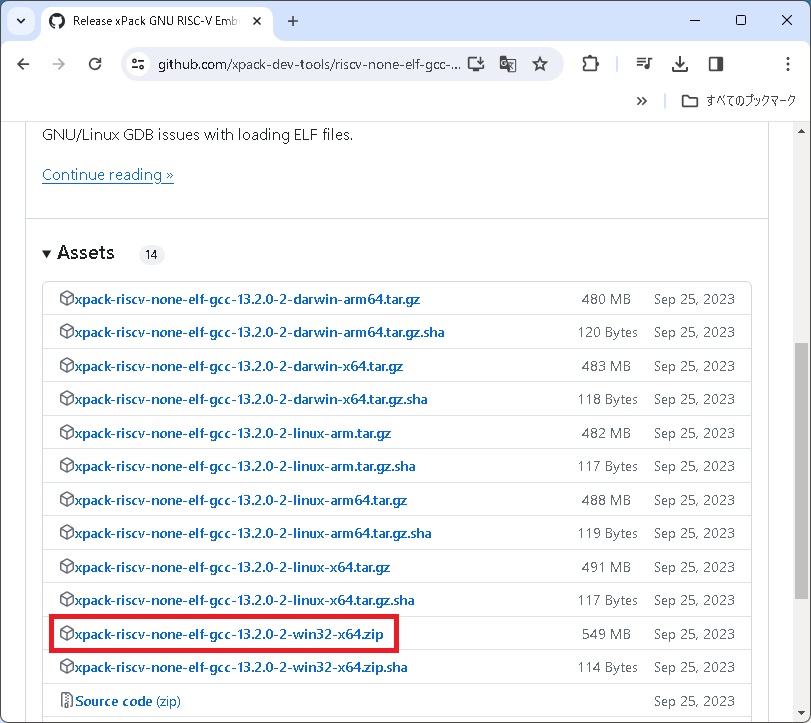 Release xPack GNU RISC-V Emb
github.com/xpack-dev-tools/riscv-none-elf-gcc-...
すべてのブックマーク
GNU/Linux GDB issues with loading ELF files.
Continue reading »
Assets 14
xpack-riscv-none-elf-gcc-13.2.0-2-darwin-arm64.tar.gz 480 MB Sep 25, 2023
xpack-riscv-none-elf-gcc-13.2.0-2-darwin-arm64.tar.gz.sha 120 Bytes Sep 25, 2023
xpack-riscv-none-elf-gcc-13.2.0-2-darwin-x64.tar.gz 483 MB Sep 25, 2023
xpack-riscv-none-elf-gcc-13.2.0-2-darwin-x64.tar.gz.sha 118 Bytes Sep 25, 2023
xpack-riscv-none-elf-gcc-13.2.0-2-linux-arm.tar.gz 482 MB Sep 25, 2023
xpack-riscv-none-elf-gcc-13.2.0-2-linux-arm.tar.gz.sha 117 Bytes Sep 25, 2023
xpack-riscv-none-elf-gcc-13.2.0-2-linux-arm64.tar.gz 488 MB Sep 25, 2023
xpack-riscv-none-elf-gcc-13.2.0-2-linux-arm64.tar.gz.sha 119 Bytes Sep 25, 2023
xpack-riscv-none-elf-gcc-13.2.0-2-linux-x64.tar.gz 491 MB Sep 25, 2023
xpack-riscv-none-elf-gcc-13.2.0-2-linux-x64.tar.gz.sha 117 Bytes Sep 25, 2023
xpack-riscv-none-elf-gcc-13.2.0-2-win32-x64.zip 549 MB Sep 25, 2023
xpack-riscv-none-elf-gcc-13.2.0-2-win32-x64.zip.sha 114 Bytes Sep 25, 2023
Source code (zip) Sep 25, 2023